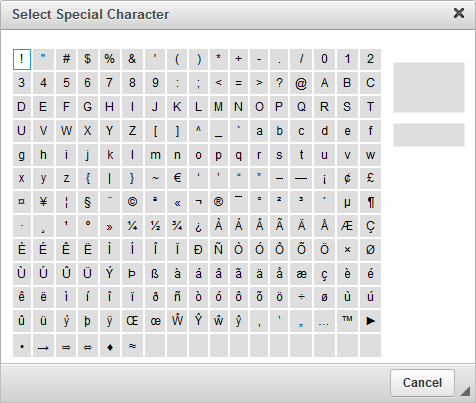 Select Special Character
! " # $ % & ' ( ) * + - . / 0 1 2
3 4 5 6 7 8 9 : ; < = > ? @ A B C
D E F G H I J K L M N O P Q R S T
U V W X Y Z [ ] ^ _ ` a b c d e f
g h i j k l m n o p q r s t u v w
x y z { | } ~ € ‘ ’ “ ” – — ¡ ¢ £
¤ ¥ ¦ § ¨ © ª « ¬ ® ¯ ° ² ³ ´ µ ¶
· ¸ ¹ º » ¼ ½ ¾ ¿ À Á Â Ã Ä Å Æ Ç
È É Ê Ë Ì Í Î Ï Ð Ñ Ò Ó Ô Õ Ö × Ø
Ù Ú Û Ü Ý Þ ß à á â ã ä å æ ç è é
ê ë ì í î ï ð ñ ò ó ô õ ö ÷ ø ù ú
û ü ý þ ÿ Œ œ Ŵ Ŷ ŵ ŷ ‚ ‛ „ … ™ ►
• → ⇒ ⇔ ♦ ≈
Cancel